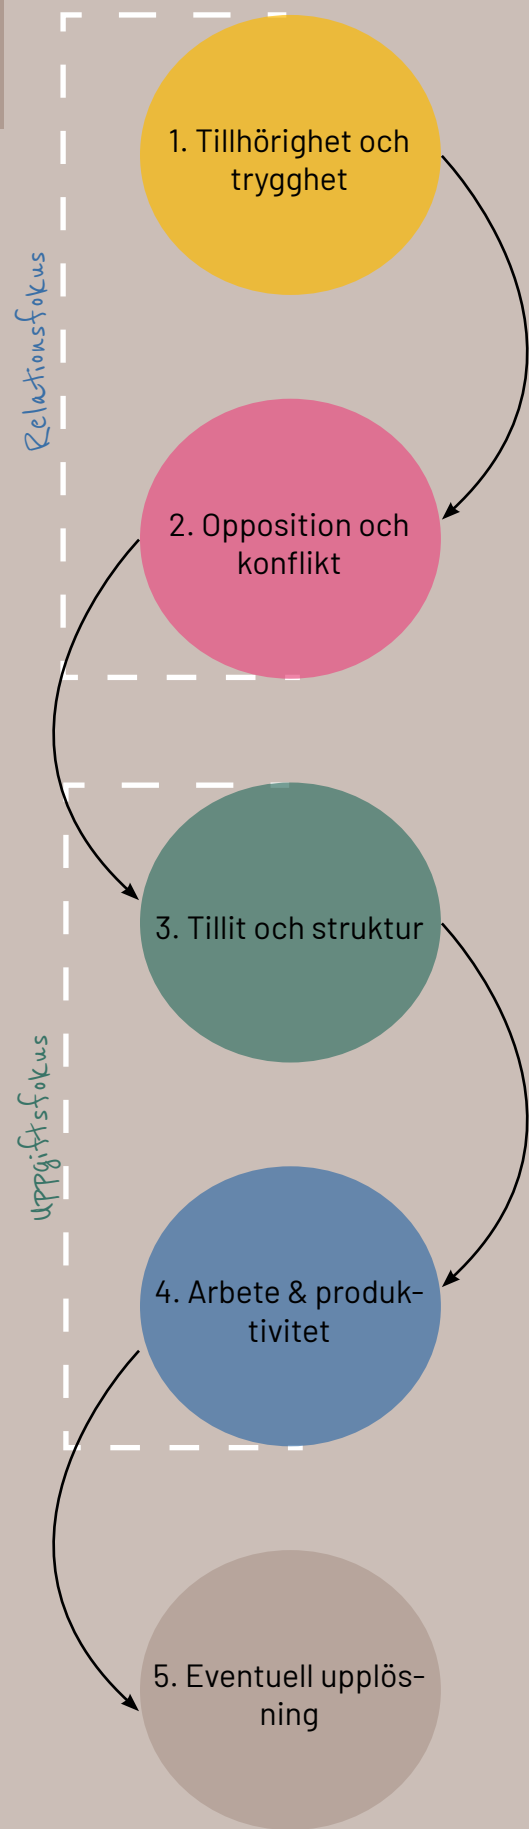 1. Tillhörighet och
trygghet
Relationsfokus
2. Opposition och
konflikt
3. Tillit och struktur
uppgiftsfokus
4. Arbete & produk-
tivitet
5. Eventuell upplös-
ning